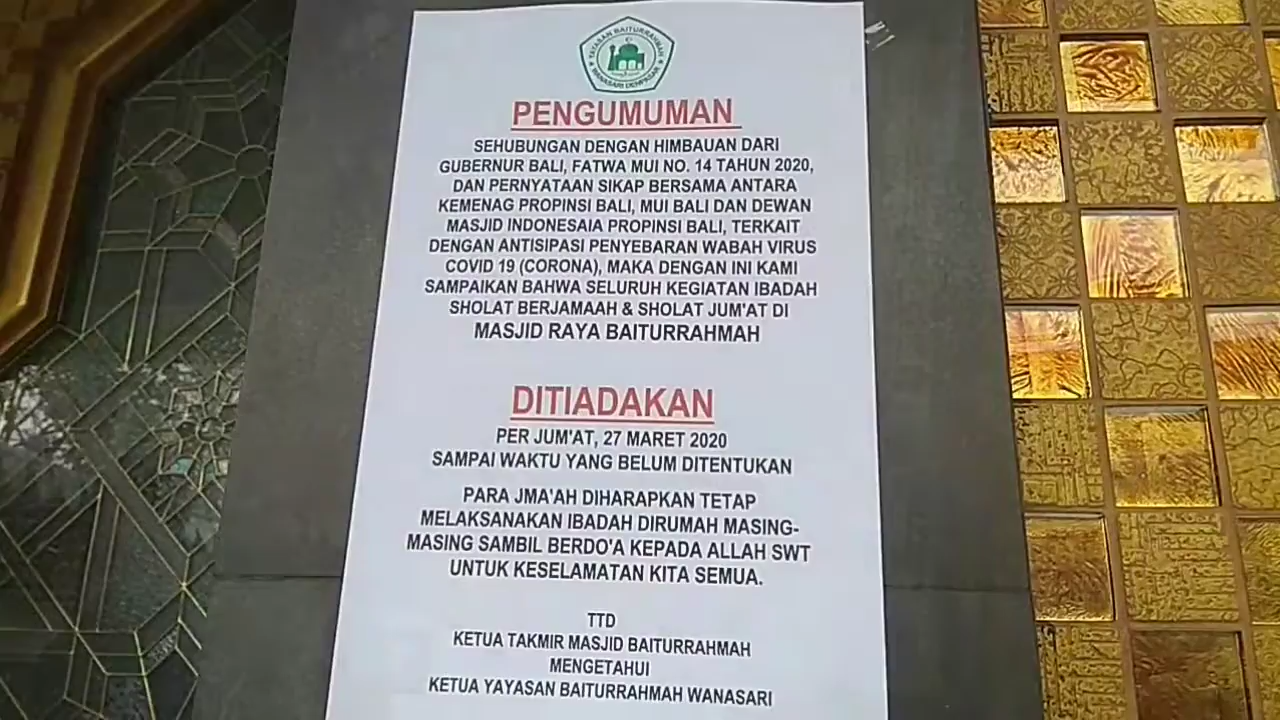 YAYASAN BAITURRAHMAH
WANASARI DENPASAR
PENGUMUMAN
SEHUBUNGAN DENGAN HIMBAUAN DARI
GUBERNUR BALI, FATWA MUI NO. 14 TAHUN 2020,
DAN PERNYATAAN SIKAP BERSAMA ANTARA
KEMENAG PROPINSI BALI, MUI BALI DAN DEWAN
MASJID INDONESAIA PROPINSI BALI, TERKAIT
DENGAN ANTISIPASI PENYEBARAN WABAH VIRUS
COVID 19 (CORONA), MAKA DENGAN INI KAMI
SAMPAIKAN BAHWA SELURUH KEGIATAN IBADAH
SHOLAT BERJAMAAH & SHOLAT JUM'AT DI
MASJID RAYA BAITURRAHMAH
DITIADAKAN
PER JUM'AT, 27 MARET 2020
SAMPAI WAKTU YANG BELUM DITENTUKAN
PARA JMA'AH DIHARAPKAN TETAP
MELAKSANAKAN IBADAH DIRUMAH MASING-
MASING SAMBIL BERDO'A KEPADA ALLAH SWT
UNTUK KESELAMATAN KITA SEMUA.
TTD
KETUA TAKMIR MASJID BAITURRAHMAH
MENGETAHUI
KETUA YAYASAN BAITURRAHMAH WANASARI